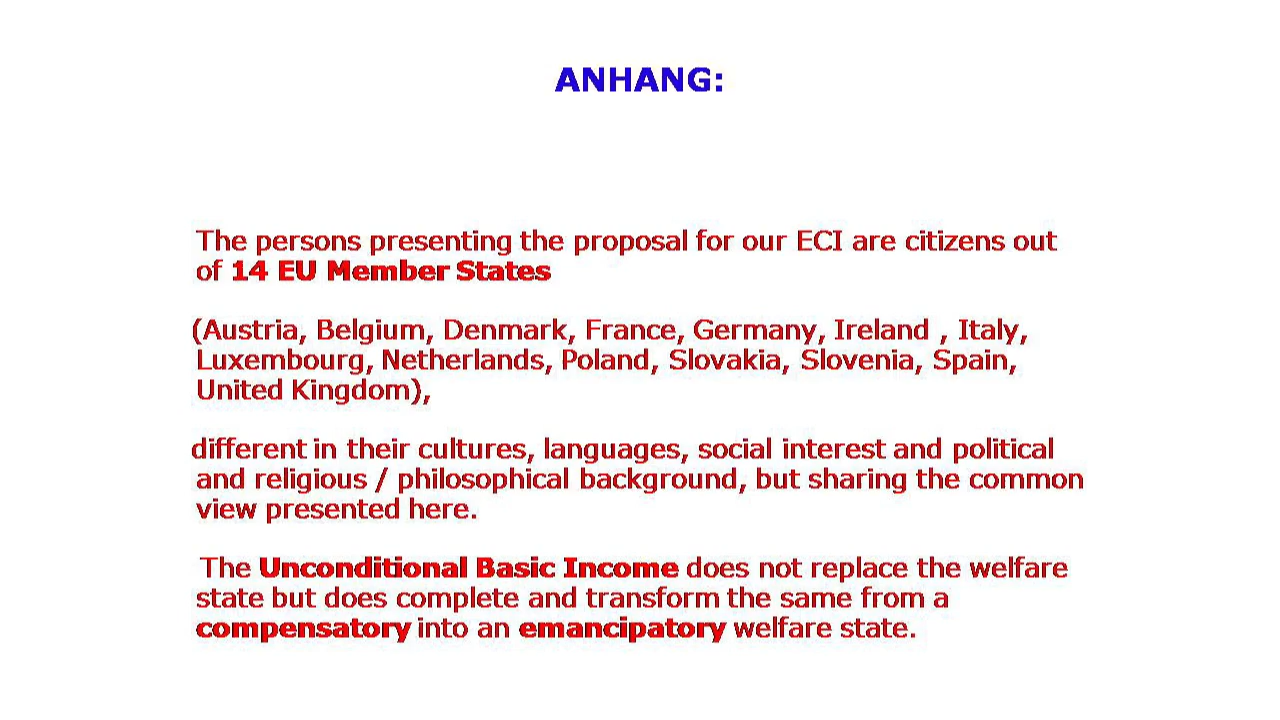 ANHANG:
The persons presenting the proposal for our ECI are citizens out
of 14 EU Member States
(Austria, Belgium, Denmark, France, Germany, Ireland , Italy,
Luxembourg, Netherlands, Poland, Slovakia, Slovenia, Spain,
United Kingdom),
different in their cultures, languages, social interest and political
and religious / philosophical background, but sharing the common
view presented here.
The Unconditional Basic Income does not replace the welfare
state but does complete and transform the same from a
compensatory into an emancipatory welfare state.